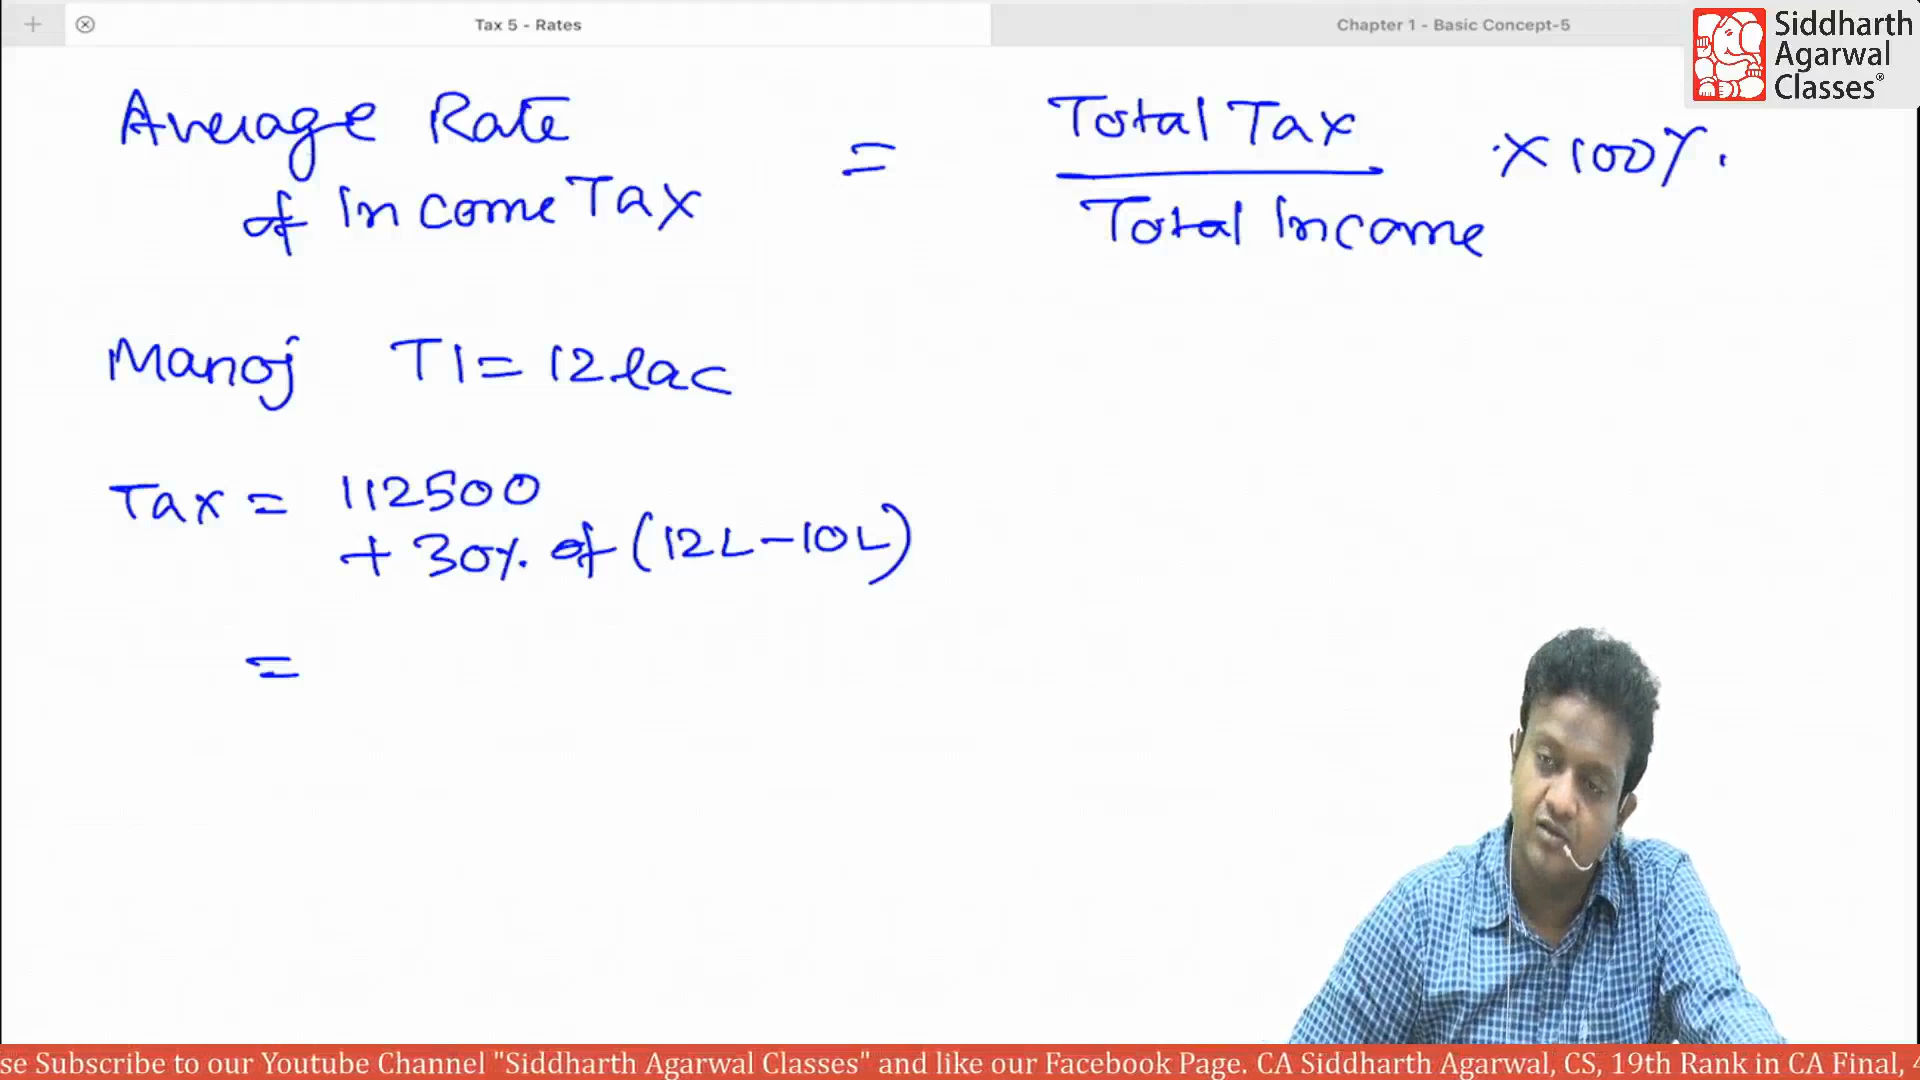 Tax 5 - Rates
Chapter 1 - Basic Concept-5
Siddharth
Agarwal
Classes®
Average Rate
of Income Tax
=
Total Tax
Total Income
× 100%.
Manoj TI = 12 lac
Tax = 112500
+ 30% of (12L - 10L)
=
se Subscribe to our Youtube Channel "Siddharth Agarwal Classes" and like our Facebook Page. CA Siddharth Agarwal, CS, 19th Rank in CA Final, 4